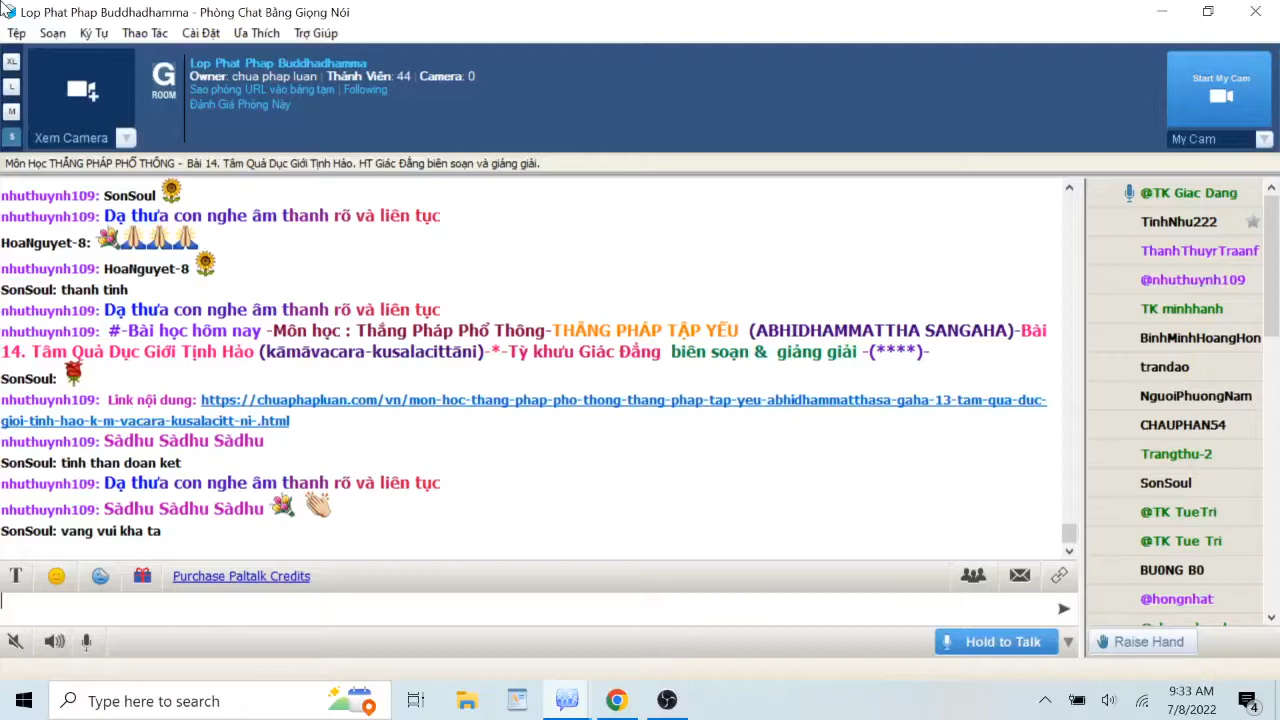 Lop Phat Phap Buddhadhamma - Phòng Chat Bằng Giọng Nói
Tệp Soạn Ký Tự Thao Tác Cài Đặt Ưa Thích Trợ Giúp
XL
L
M
S
Xem Camera
G
ROOM
Lop Phat Phap Buddhadhamma
Owner: chua phap luan | Thành Viên: 44 | Camera: 0
Sao phòng URL vào bảng tạm | Following
Đánh Giá Phòng Này
Start My Cam
My Cam
Môn Học THẮNG PHÁP PHỔ THÔNG - Bài 14. Tâm Quả Dục Giới Tịnh Hảo. HT Giác Đẳng biên soạn và giảng giải.
nhuthuynh109: SonSoul
nhuthuynh109: Dạ thưa con nghe âm thanh rõ và liên tục
HoaNguyet-8:
nhuthuynh109: HoaNguyet-8
SonSoul: thanh tinh
nhuthuynh109: Dạ thưa con nghe âm thanh rõ và liên tục
nhuthuynh109: #-Bài học hôm nay -Môn học : Thắng Pháp Phổ Thông-THẮNG PHÁP TẬP YẾU (ABHIDHAMMATTHA SANGAHA)-Bài
14. Tâm Quả Dục Giới Tịnh Hảo (kāmāvacara-kusalacittāni)-*-Tỳ khưu Giác Đẳng biên soạn & giảng giải -(****)-
SonSoul:
nhuthuynh109: Link nội dung: https://chuaphapluan.com/vn/mon-hoc-thang-phap-pho-thong-thang-phap-tap-yeu-abhidhammatthasa-gaha-13-tam-qua-duc-
gioi-tinh-hao-k-m-vacara-kusalacitt-ni-.html
nhuthuynh109: Sàdhu Sàdhu Sàdhu
SonSoul: tinh than doan ket
nhuthuynh109: Dạ thưa con nghe âm thanh rõ và liên tục
nhuthuynh109: Sàdhu Sàdhu Sàdhu
SonSoul: vang vui kha ta
@TK Giac Dang
TinhNhu222
ThanhThuyrTraanf
@nhuthuynh109
TK minhhanh
BinhMinhHoangHon
trandao
NguoiPhuongNam
CHAUPHAN54
Trangthu-2
SonSoul
@TK TueTri
@TK Tue Tri
BU0NG B0
@hongnhat
T Purchase Paltalk Credits
Hold to Talk
Raise Hand
Type here to search
9:33 AM
7/8/2022
4